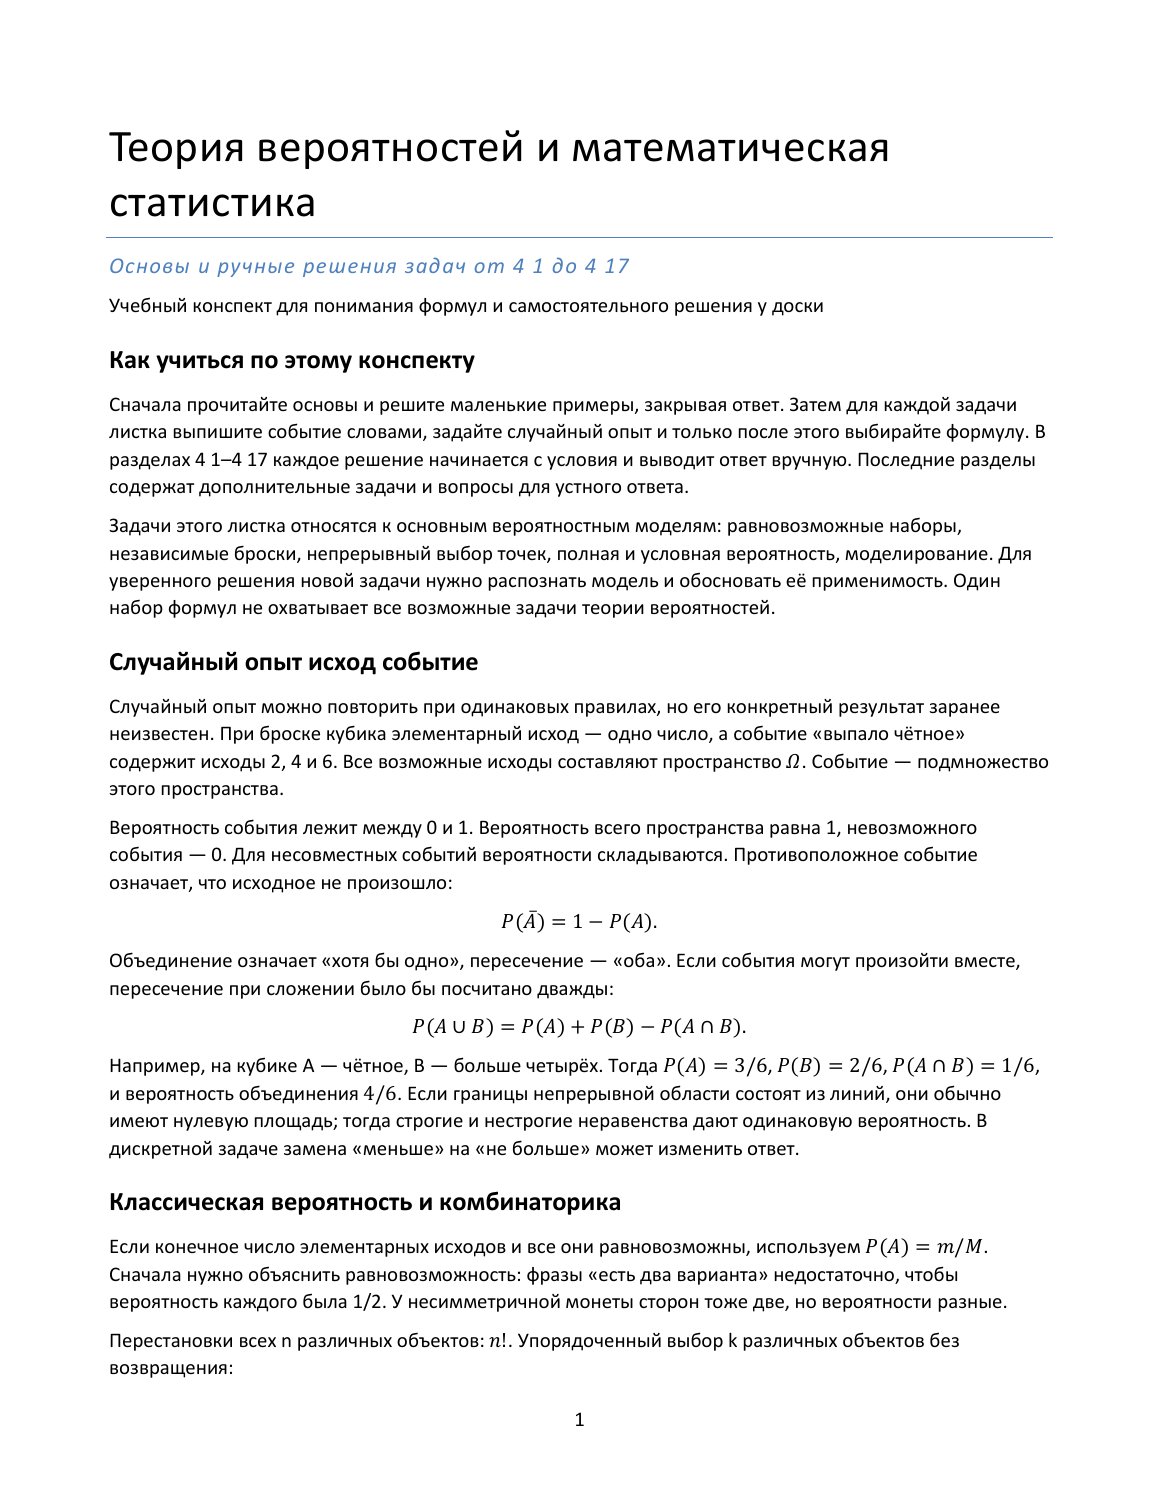 Теория вероятностей и математическая
статистика
Основы и ручные решения задач от 4 1 до 4 17
Учебный конспект для понимания формул и самостоятельного решения у доски
Как учиться по этому конспекту
Сначала прочитайте основы и решите маленькие примеры, закрывая ответ. Затем для каждой задачи
листка выпишите событие словами, задайте случайный опыт и только после этого выбирайте формулу. В
разделах 4 1–4 17 каждое решение начинается с условия и выводит ответ вручную. Последние разделы
содержат дополнительные задачи и вопросы для устного ответа.
Задачи этого листка относятся к основным вероятностным моделям: равновозможные наборы,
независимые броски, непрерывный выбор точек, полная и условная вероятность, моделирование. Для
уверенного решения новой задачи нужно распознать модель и обосновать её применимость. Один
набор формул не охватывает все возможные задачи теории вероятностей.
Случайный опыт исход событие
Случайный опыт можно повторить при одинаковых правилах, но его конкретный результат заранее
неизвестен. При броске кубика элементарный исход — одно число, а событие «выпало чётное»
содержит исходы 2, 4 и 6. Все возможные исходы составляют пространство Ω. Событие — подмножество
этого пространства.
Вероятность события лежит между 0 и 1. Вероятность всего пространства равна 1, невозможного
события — 0. Для несовместных событий вероятности складываются. Противоположное событие
означает, что исходное не произошло:
P(Ā) = 1 − P(A).
Объединение означает «хотя бы одно», пересечение — «оба». Если события могут произойти вместе,
пересечение при сложении было бы посчитано дважды:
P(A ∪ B) = P(A) + P(B) − P(A ∩ B).
Например, на кубике A — чётное, B — больше четырёх. Тогда P(A) = 3/6, P(B) = 2/6, P(A ∩ B) = 1/6,
и вероятность объединения 4/6. Если границы непрерывной области состоят из линий, они обычно
имеют нулевую площадь; тогда строгие и нестрогие неравенства дают одинаковую вероятность. В
дискретной задаче замена «меньше» на «не больше» может изменить ответ.
Классическая вероятность и комбинаторика
Если конечное число элементарных исходов и все они равновозможны, используем P(A) = m/M.
Сначала нужно объяснить равновозможность: фразы «есть два варианта» недостаточно, чтобы
вероятность каждого была 1/2. У несимметричной монеты сторон тоже две, но вероятности разные.
Перестановки всех n различных объектов: n!. Упорядоченный выбор k различных объектов без
возвращения:
1